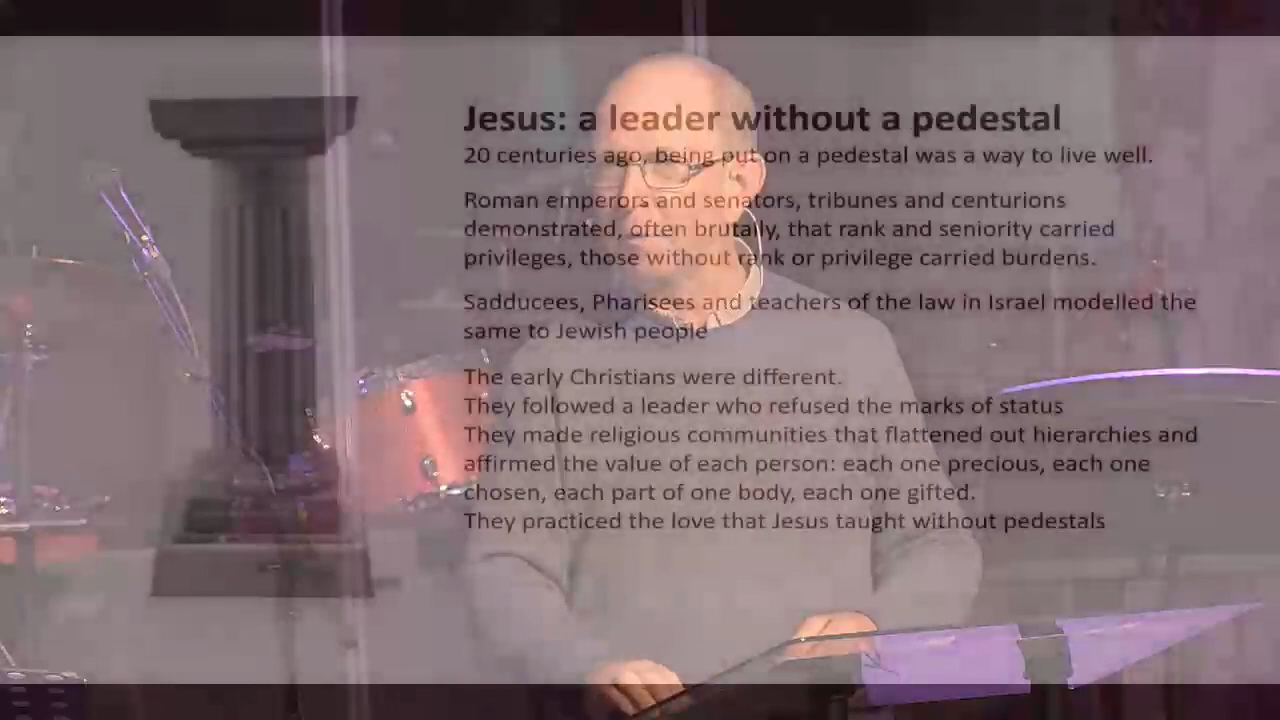 Jesus: a leader without a pedestal
20 centuries ago, being put on a pedestal was a way to live well.
Roman emperors and senators, tribunes and centurions
demonstrated, often brutally, that rank and seniority carried
privileges, those without rank or privilege carried burdens.
Sadducees, Pharisees and teachers of the law in Israel modelled the
same to Jewish people
The early Christians were different.
They followed a leader who refused the marks of status
They made religious communities that flattened out hierarchies and
affirmed the value of each person: each one precious, each one
chosen, each part of one body, each one gifted.
They practiced the love that Jesus taught without pedestals